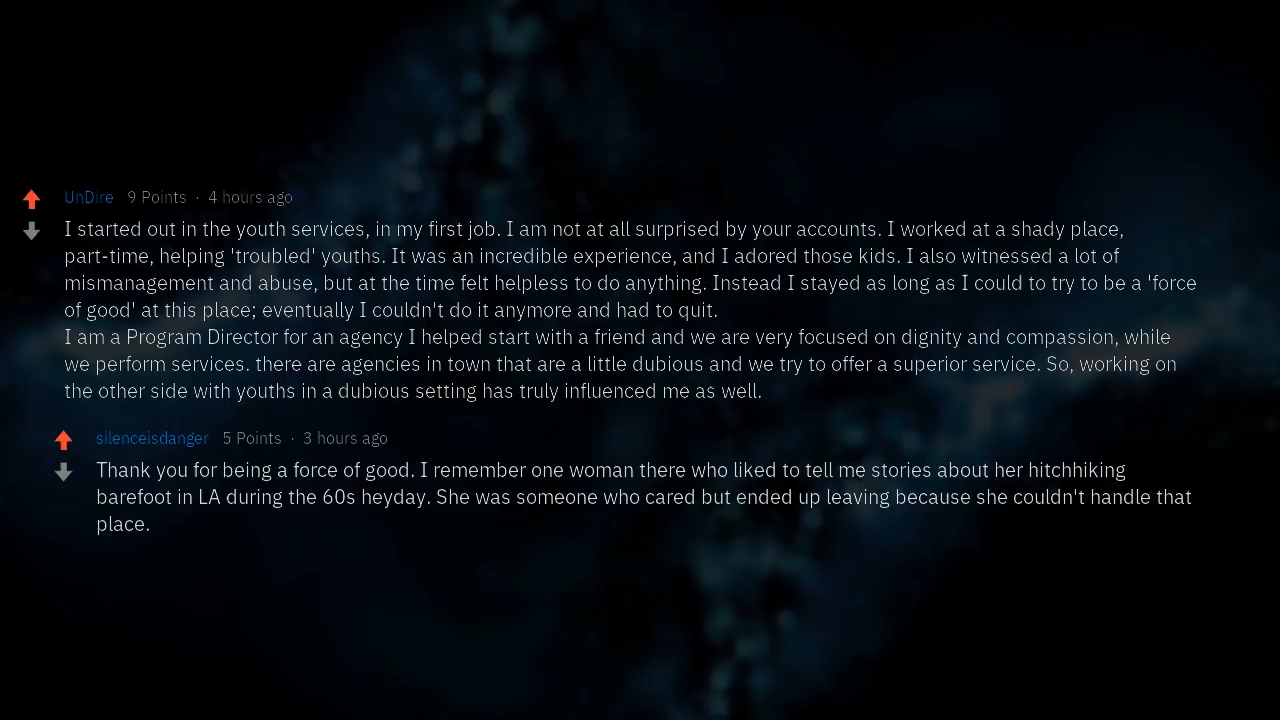 UnDire 9 Points · 4 hours ago
I started out in the youth services, in my first job. I am not at all surprised by your accounts. I worked at a shady place,
part-time, helping 'troubled' youths. It was an incredible experience, and I adored those kids. I also witnessed a lot of
mismanagement and abuse, but at the time felt helpless to do anything. Instead I stayed as long as I could to try to be a 'force
of good' at this place; eventually I couldn't do it anymore and had to quit.
I am a Program Director for an agency I helped start with a friend and we are very focused on dignity and compassion, while
we perform services. there are agencies in town that are a little dubious and we try to offer a superior service. So, working on
the other side with youths in a dubious setting has truly influenced me as well.
silenceisdanger 5 Points · 3 hours ago
Thank you for being a force of good. I remember one woman there who liked to tell me stories about her hitchhiking
barefoot in LA during the 60s heyday. She was someone who cared but ended up leaving because she couldn't handle that
place.